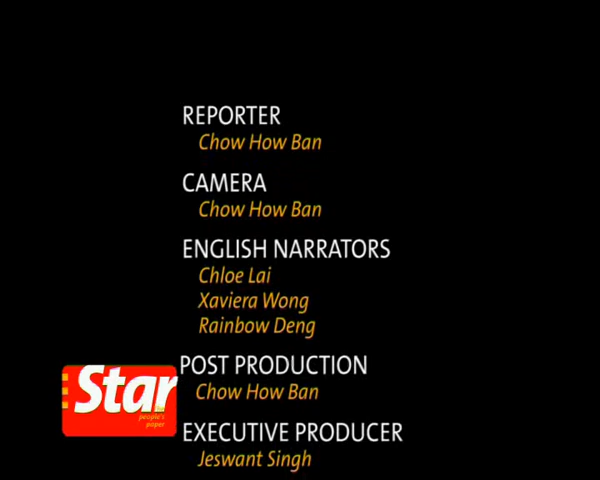 REPORTER
Chow How Ban
CAMERA
Chow How Ban
ENGLISH NARRATORS
Chloe Lai
Xaviera Wong
Rainbow Deng
POST PRODUCTION
Chow How Ban
EXECUTIVE PRODUCER
Jeswant Singh
Star
the
people's
paper